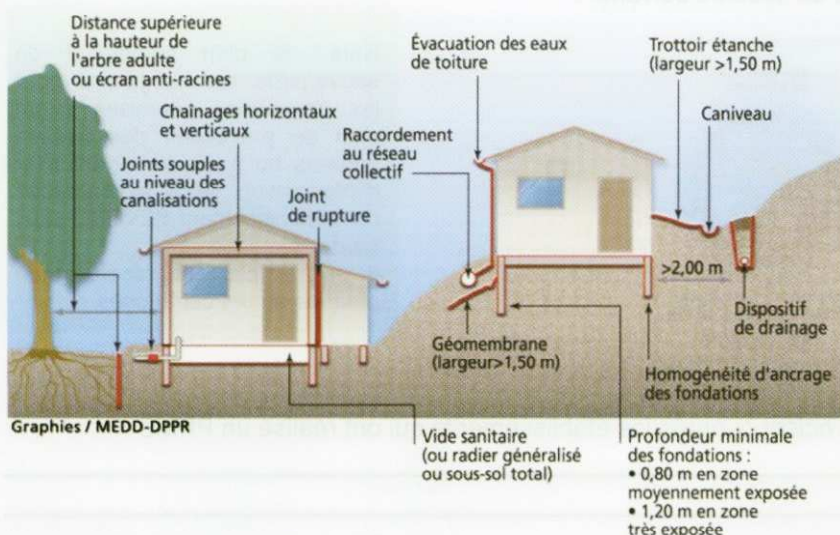 Distance supérieure
à la hauteur de
l'arbre adulte
ou écran anti-racines
Chaînages horizontaux
et verticaux
Joints souples
au niveau des
canalisations
Joint
de rupture
Évacuation des eaux
de toiture
Raccordement
au réseau
collectif
Trottoir étanche
(largeur >1,50 m)
Caniveau
>2,00 m
Dispositif
de drainage
Géomembrane
(largeur>1,50 m)
Homogénéité d'ancrage
des fondations
Graphies / MEDD-DPPR
Vide sanitaire
(ou radier généralisé
ou sous-sol total)
Profondeur minimale
des fondations :
• 0,80 m en zone
moyennement exposée
• 1,20 m en zone
très exposée